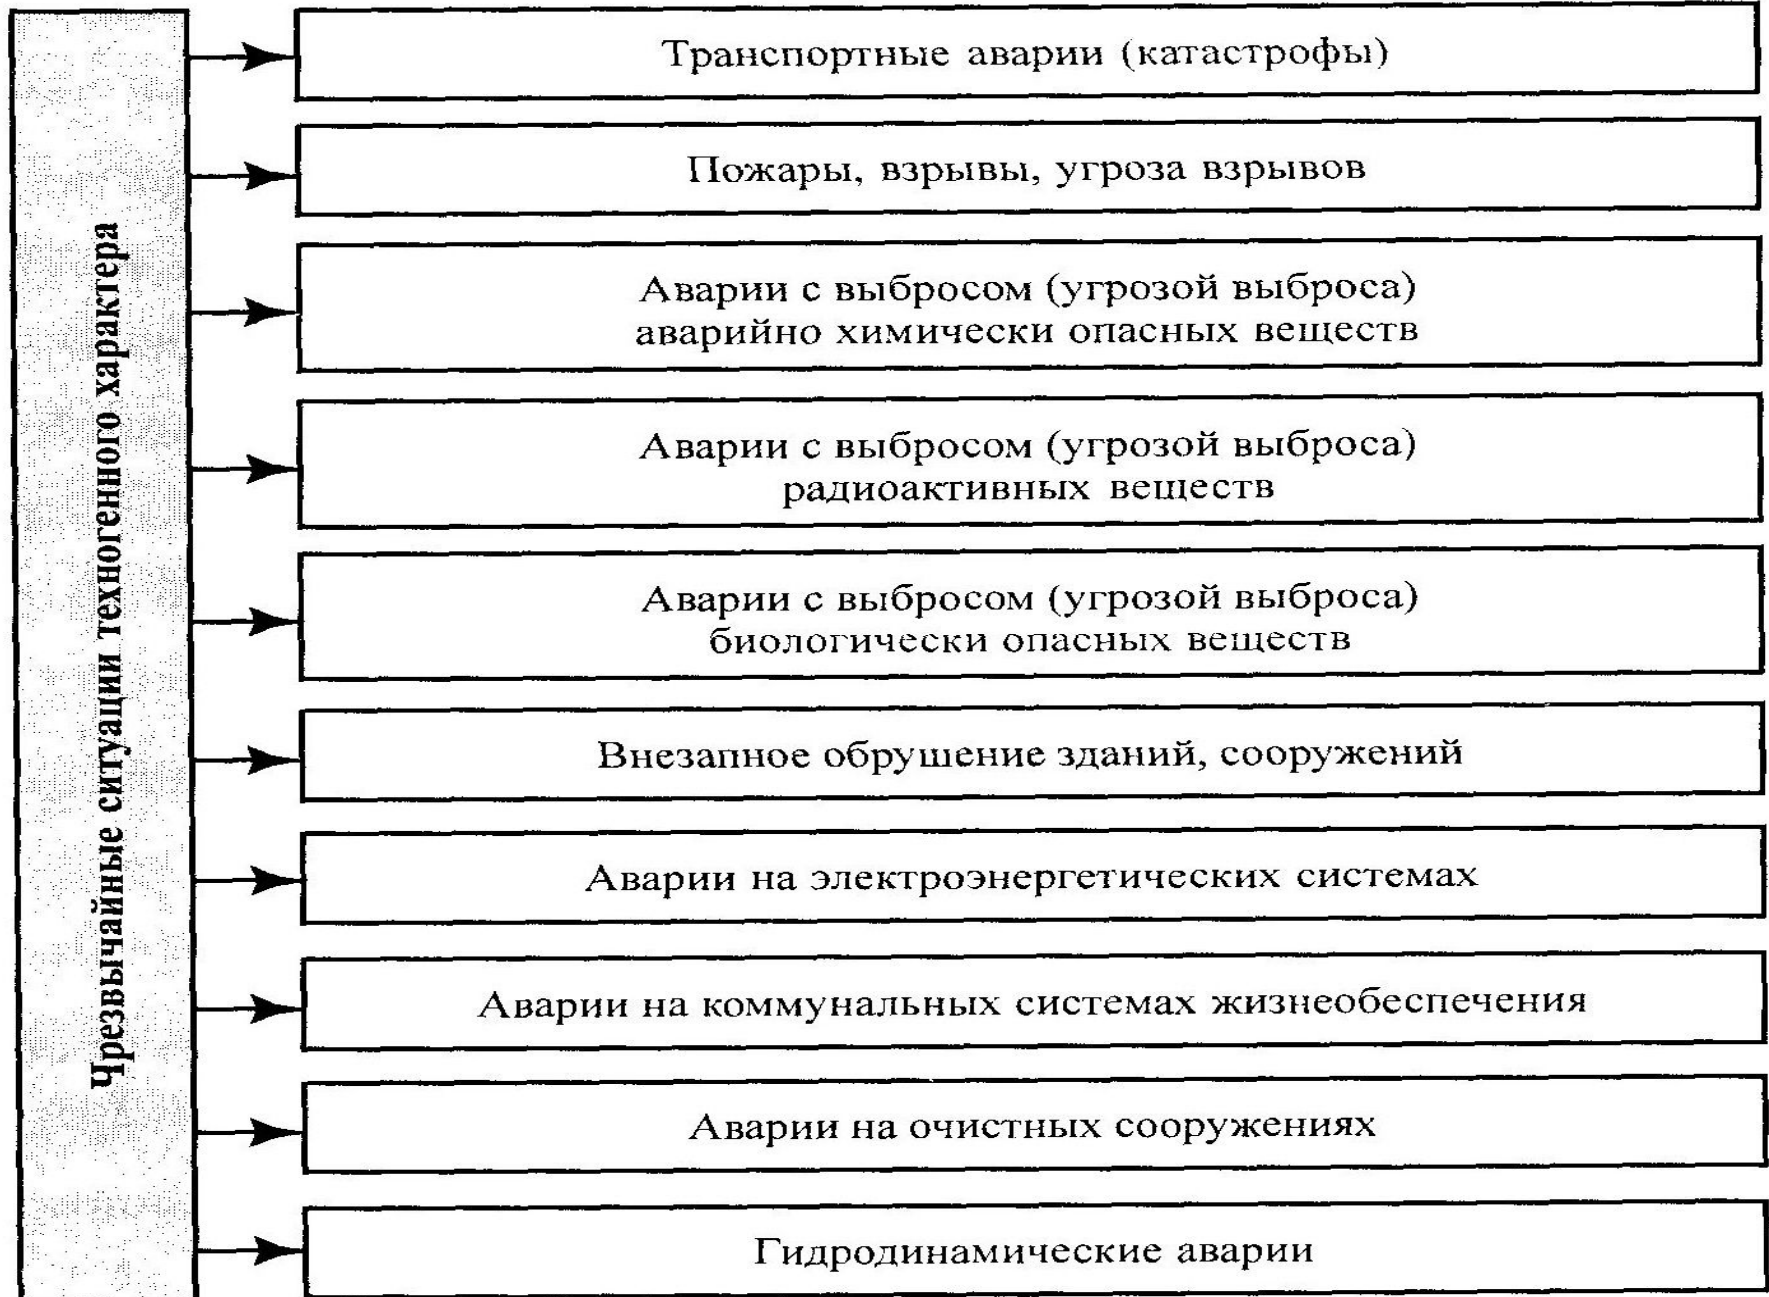 Чрезвычайные ситуации техногенного характера
Транспортные аварии (катастрофы)
Пожары, взрывы, угроза взрывов
Аварии с выбросом (угрозой выброса)
аварийно химически опасных веществ
Аварии с выбросом (угрозой выброса)
радиоактивных веществ
Аварии с выбросом (угрозой выброса)
биологически опасных веществ
Внезапное обрушение зданий, сооружений
Аварии на электроэнергетических системах
Аварии на коммунальных системах жизнеобеспечения
Аварии на очистных сооружениях
Гидродинамические аварии